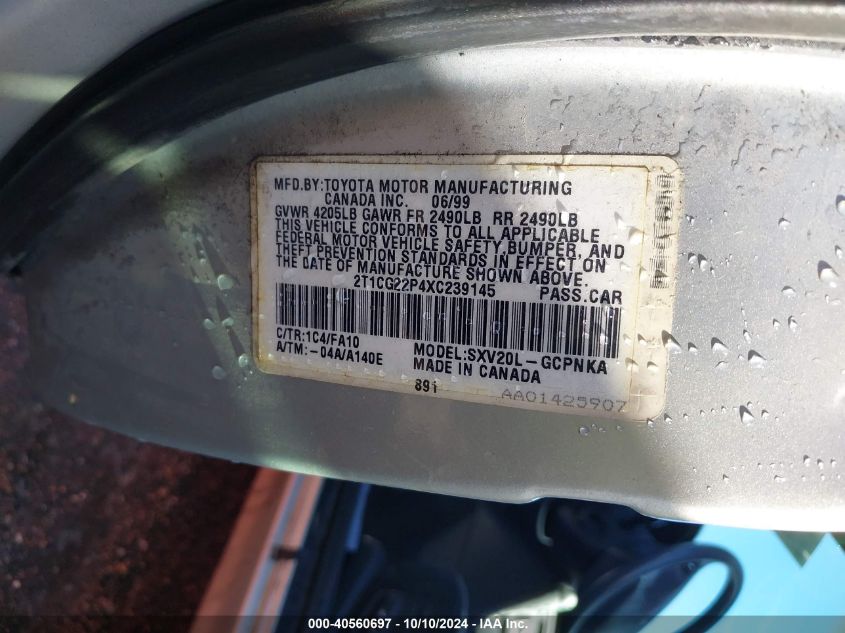 MFD.BY:TOYOTA MOTOR MANUFACTURING
CANADA INC. 06/99
GVWR 4205LB GAWR FR 2490LB RR 2490LB
THIS VEHICLE CONFORMS TO ALL APPLICABLE
FEDERAL MOTOR VEHICLE SAFETY,BUMPER, AND
THEFT PREVENTION STANDARDS IN EFFECT ON
THE DATE OF MANUFACTURE SHOWN ABOVE.
2T1CG22P4XC239145 PASS.CAR
C/TR:1C4/FA10
A/TM:-04A/A140E
MODEL:SXV20L-GCPNKA
MADE IN CANADA
891
AA01425907
000-40560697 - 10/10/2024 - IAA Inc.